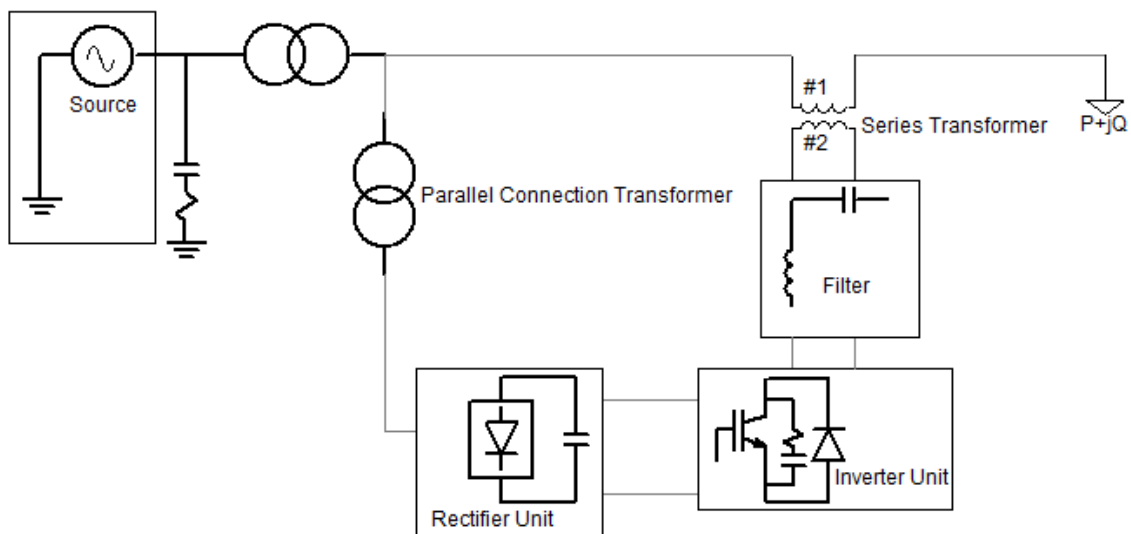 Source
#1
#2
Series Transformer
P+jQ
Parallel Connection Transformer
Filter
Inverter Unit
Rectifier Unit